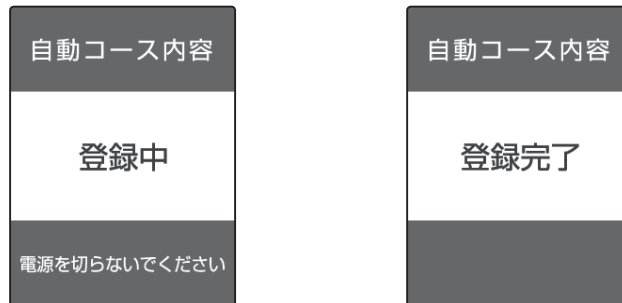 自動コース内容
登録中
電源を切らないでください
自動コース内容
登録完了